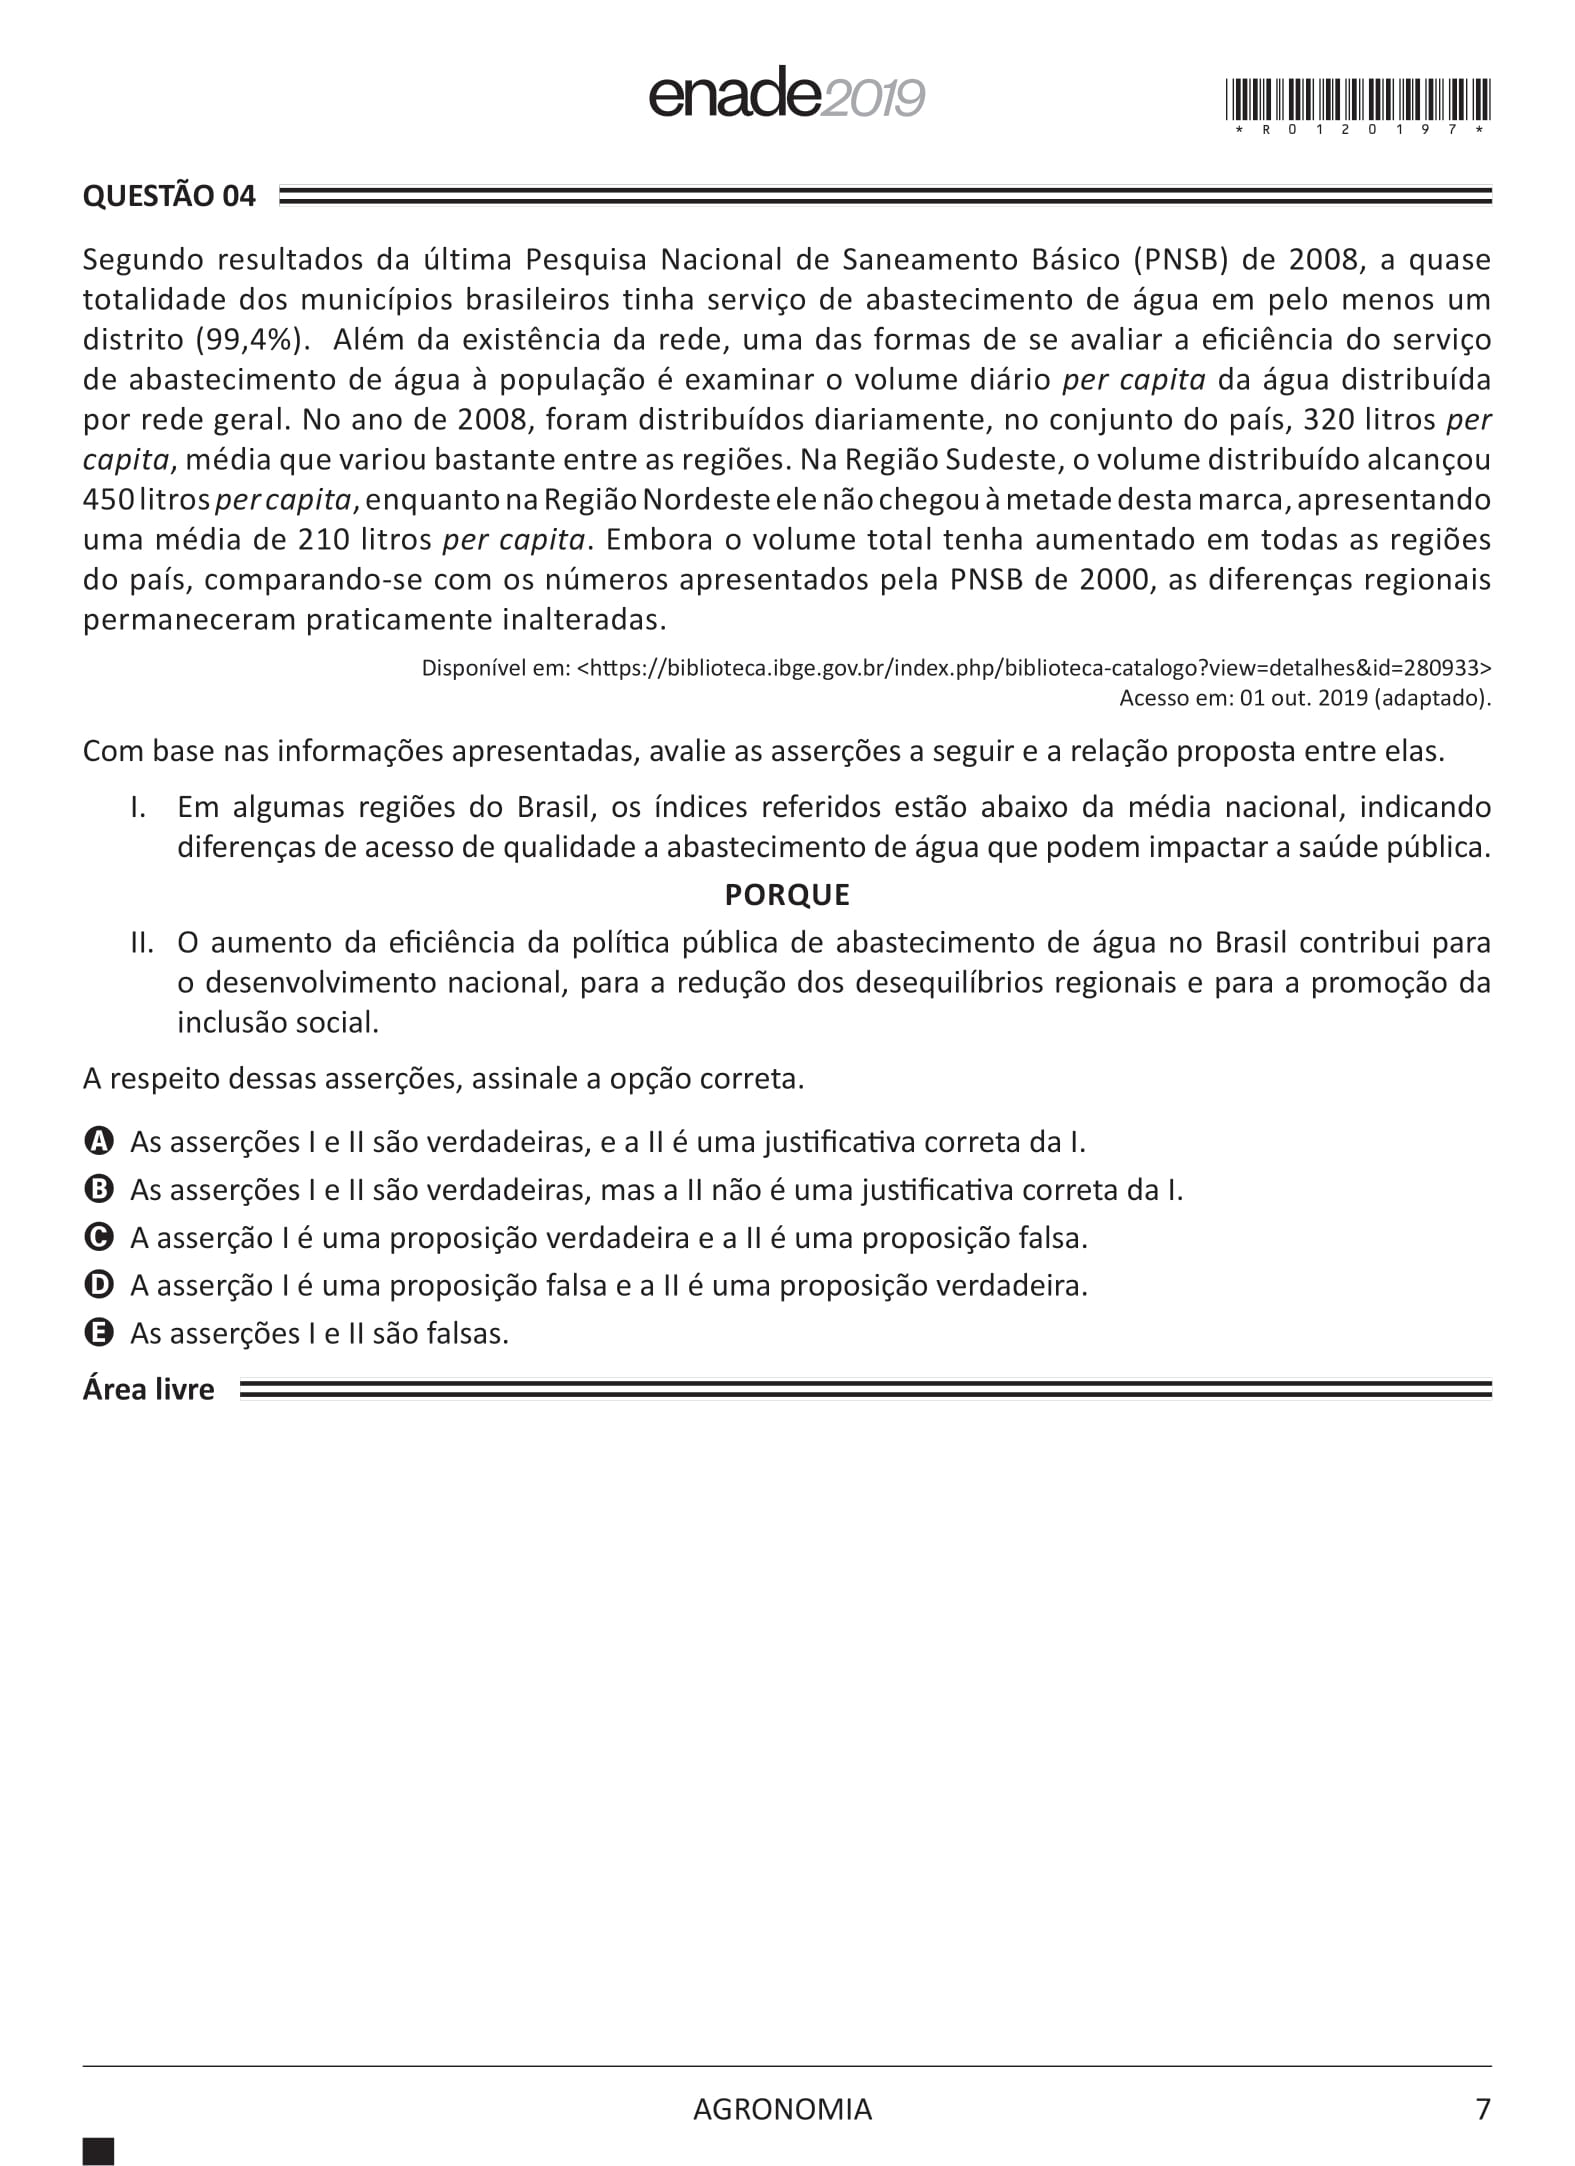 enade2019
*R0120197*
QUESTÃO 04
Segundo resultados da última Pesquisa Nacional de Saneamento Básico (PNSB) de 2008, a quase
totalidade dos municípios brasileiros tinha serviço de abastecimento de água em pelo menos um
distrito (99,4%). Além da existência da rede, uma das formas de se avaliar a eficiência do serviço
de abastecimento de água à população é examinar o volume diário per capita da água distribuída
por rede geral. No ano de 2008, foram distribuídos diariamente, no conjunto do país, 320 litros per
capita, média que variou bastante entre as regiões. Na Região Sudeste, o volume distribuído alcançou
450 litros per capita, enquanto na Região Nordeste ele não chegou à metade desta marca, apresentando
uma média de 210 litros per capita. Embora o volume total tenha aumentado em todas as regiões
do país, comparando-se com os números apresentados pela PNSB de 2000, as diferenças regionais
permaneceram praticamente inalteradas.
Disponível em: <https://biblioteca.ibge.gov.br/index.php/biblioteca-catalogo?view=detalhes&id=280933>
Acesso em: 01 out. 2019 (adaptado).
Com base nas informações apresentadas, avalie as asserções a seguir e a relação proposta entre elas.
I. Em algumas regiões do Brasil, os índices referidos estão abaixo da média nacional, indicando
diferenças de acesso de qualidade a abastecimento de água que podem impactar a saúde pública.
PORQUE
II. O aumento da eficiência da política pública de abastecimento de água no Brasil contribui para
o desenvolvimento nacional, para a redução dos desequilíbrios regionais e para a promoção da
inclusão social.
A respeito dessas asserções, assinale a opção correta.
A As asserções I e II são verdadeiras, e a II é uma justificativa correta da I.
B As asserções I e II são verdadeiras, mas a II não é uma justificativa correta da I.
C A asserção I é uma proposição verdadeira e a II é uma proposição falsa.
D A asserção I é uma proposição falsa e a II é uma proposição verdadeira.
E As asserções I e II são falsas.
Área livre
AGRONOMIA
7